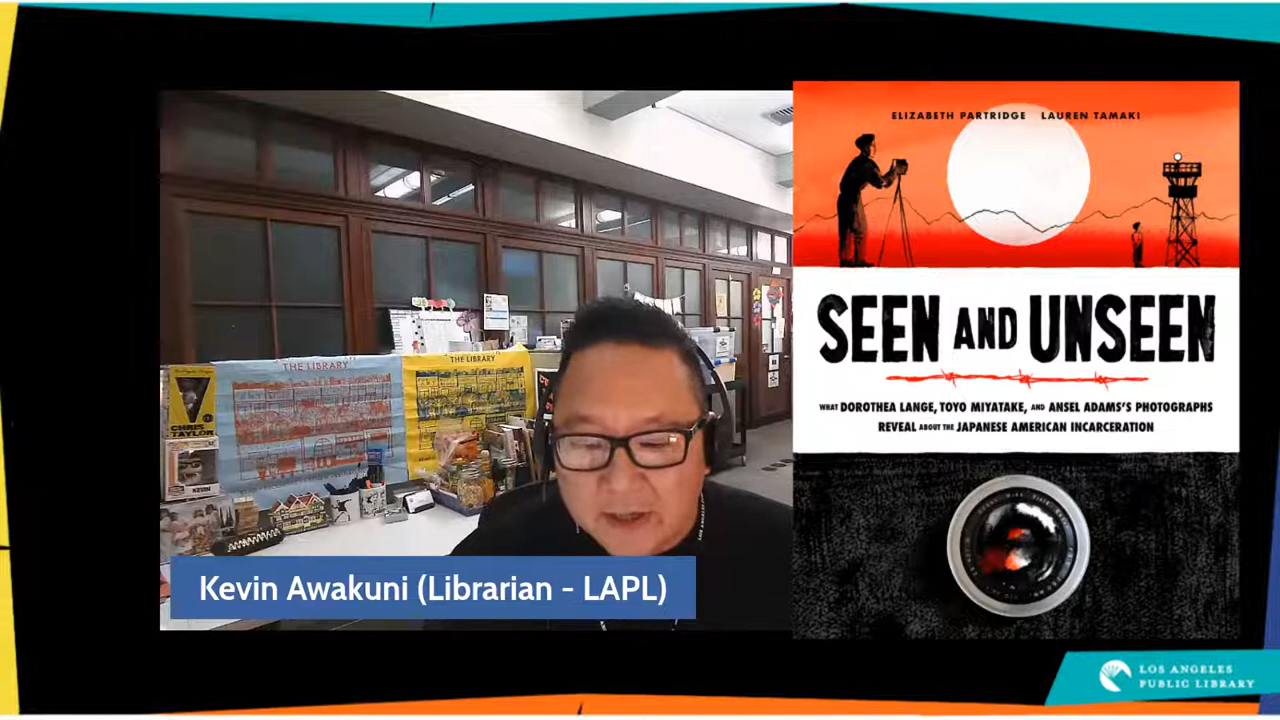 ELIZABETH PARTRIDGE LAUREN TAMAKI
SEEN AND UNSEEN
WHAT DOROTHEA LANGE, TOYO MIYATAKE, AND ANSEL ADAMS'S PHOTOGRAPHS
REVEAL ABOUT THE JAPANESE AMERICAN INCARCERATION
THE LIBRARY
THE LIBRARY
CHRIS
TAYLOR
KEVIN
Kevin Awakuni (Librarian - LAPL)
LOS ANGELES
PUBLIC LIBRARY